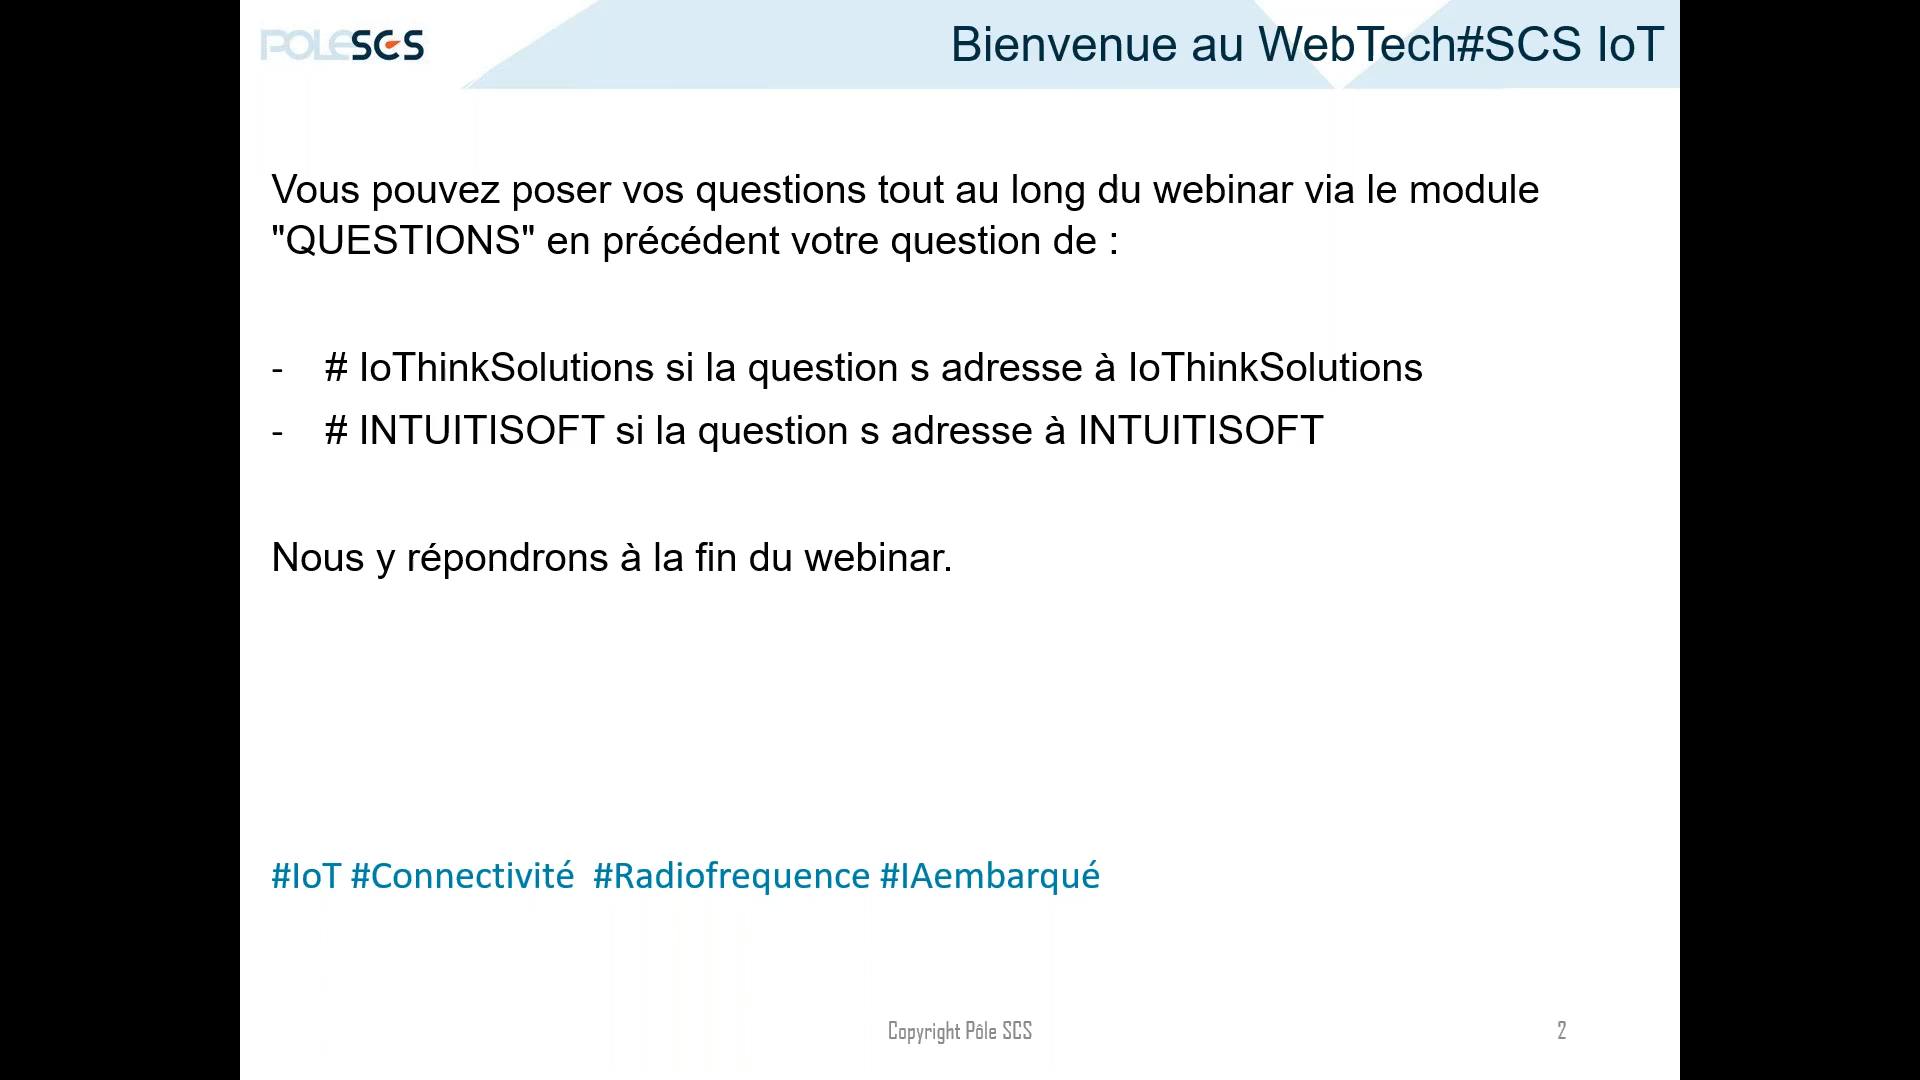 POLESCS
Bienvenue au WebTech#SCS IoT
Vous pouvez poser vos questions tout au long du webinar via le module
"QUESTIONS" en précédent votre question de :
- # IoThinkSolutions si la question s adresse à IoThinkSolutions
- # INTUITISOFT si la question s adresse à INTUITISOFT
Nous y répondrons à la fin du webinar.
#IoT #Connectivité #Radiofrequence #IAembarqué
Copyright Pôle SCS
2